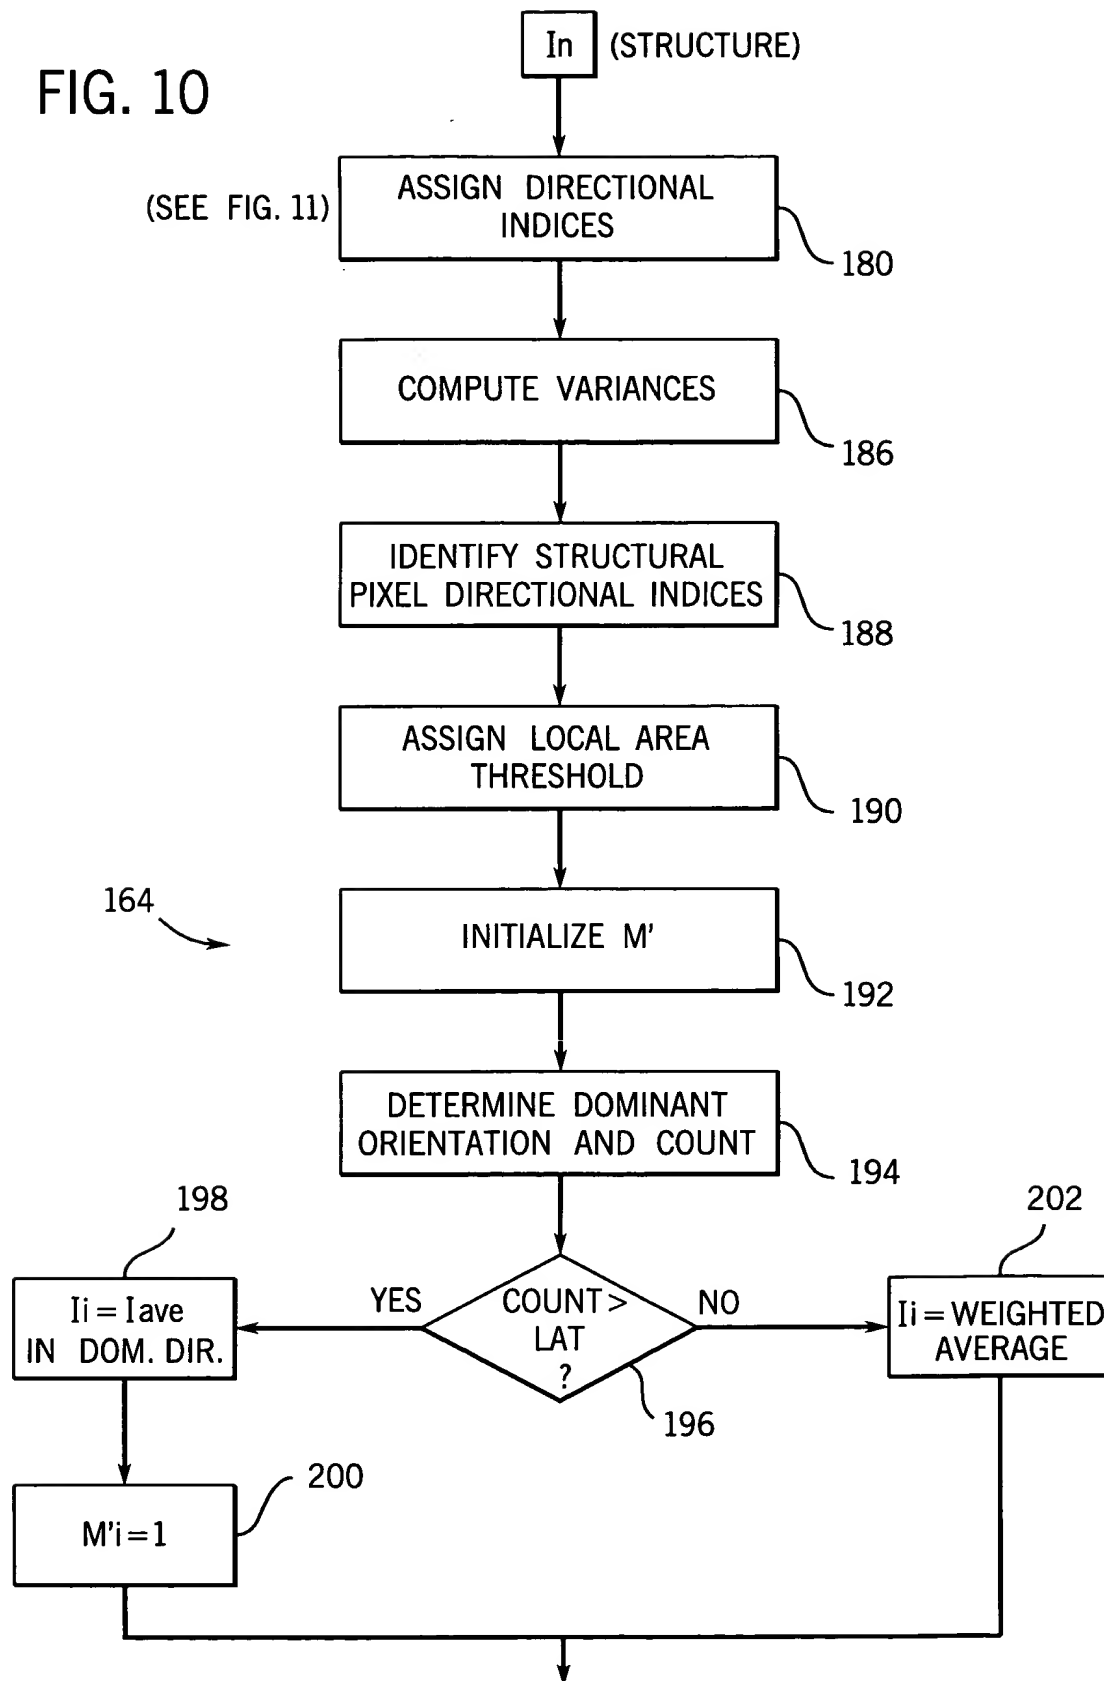 FIG. 10
In (STRUCTURE)
(SEE FIG. 11)
ASSIGN DIRECTIONAL
INDICES
180
COMPUTE VARIANCES
186
IDENTIFY STRUCTURAL
PIXEL DIRECTIONAL INDICES
188
ASSIGN LOCAL AREA
THRESHOLD
190
164
INITIALIZE M'
192
DETERMINE DOMINANT
ORIENTATION AND COUNT
194
198
202
YES
COUNT >
LAT
?
NO
196
Ii = Iave
IN DOM. DIR.
Ii = WEIGHTED
AVERAGE
200
M'i = 1